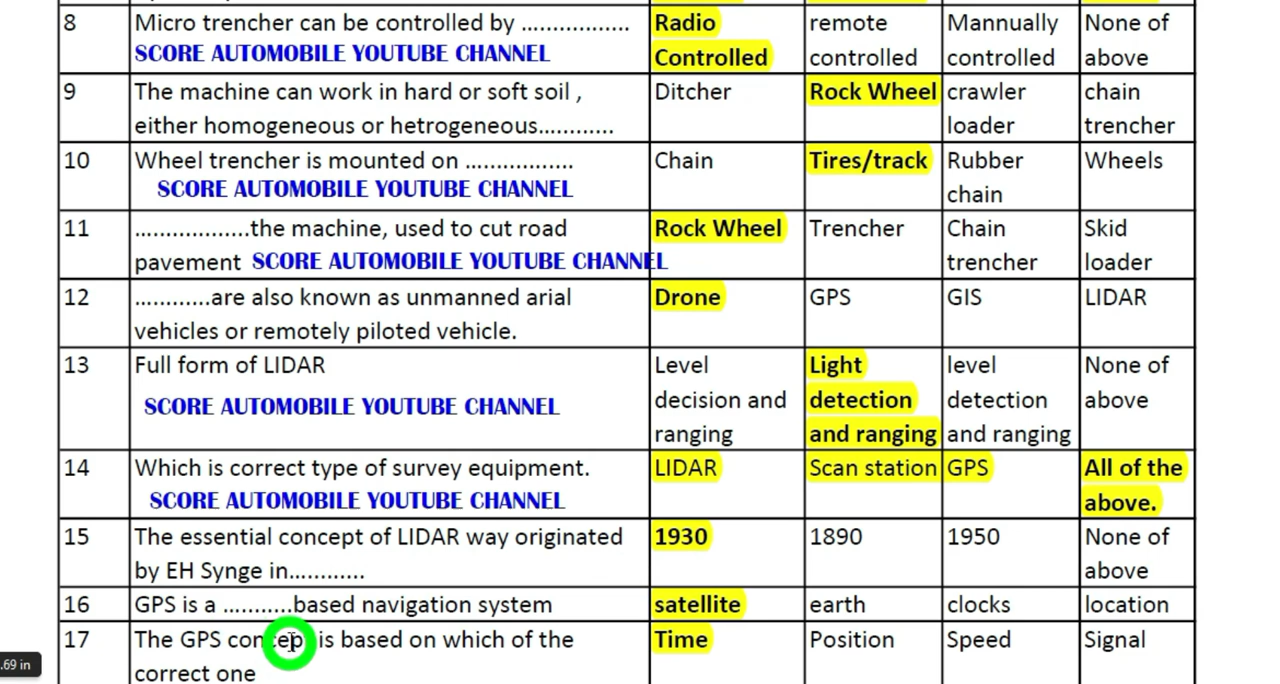 8 Micro trencher can be controlled by ................. Radio remote Mannually None of
SCORE AUTOMOBILE YOUTUBE CHANNEL Controlled controlled controlled above
9 The machine can work in hard or soft soil , Ditcher Rock Wheel crawler chain
either homogeneous or hetrogeneous............ loader trencher
10 Wheel trencher is mounted on ................. Chain Tires/track Rubber Wheels
SCORE AUTOMOBILE YOUTUBE CHANNEL chain
11 ..................the machine, used to cut road Rock Wheel Trencher Chain Skid
pavement SCORE AUTOMOBILE YOUTUBE CHANNEL trencher loader
12 ............are also known as unmanned arial Drone GPS GIS LIDAR
vehicles or remotely piloted vehicle.
13 Full form of LIDAR Level Light level None of
SCORE AUTOMOBILE YOUTUBE CHANNEL decision and detection detection above
ranging and ranging and ranging
14 Which is correct type of survey equipment. LIDAR Scan station GPS All of the
SCORE AUTOMOBILE YOUTUBE CHANNEL above.
15 The essential concept of LIDAR way originated 1930 1890 1950 None of
by EH Synge in............ above
16 GPS is a ...........based navigation system satellite earth clocks location
17 The GPS concep is based on which of the Time Position Speed Signal
.69 in
correct one